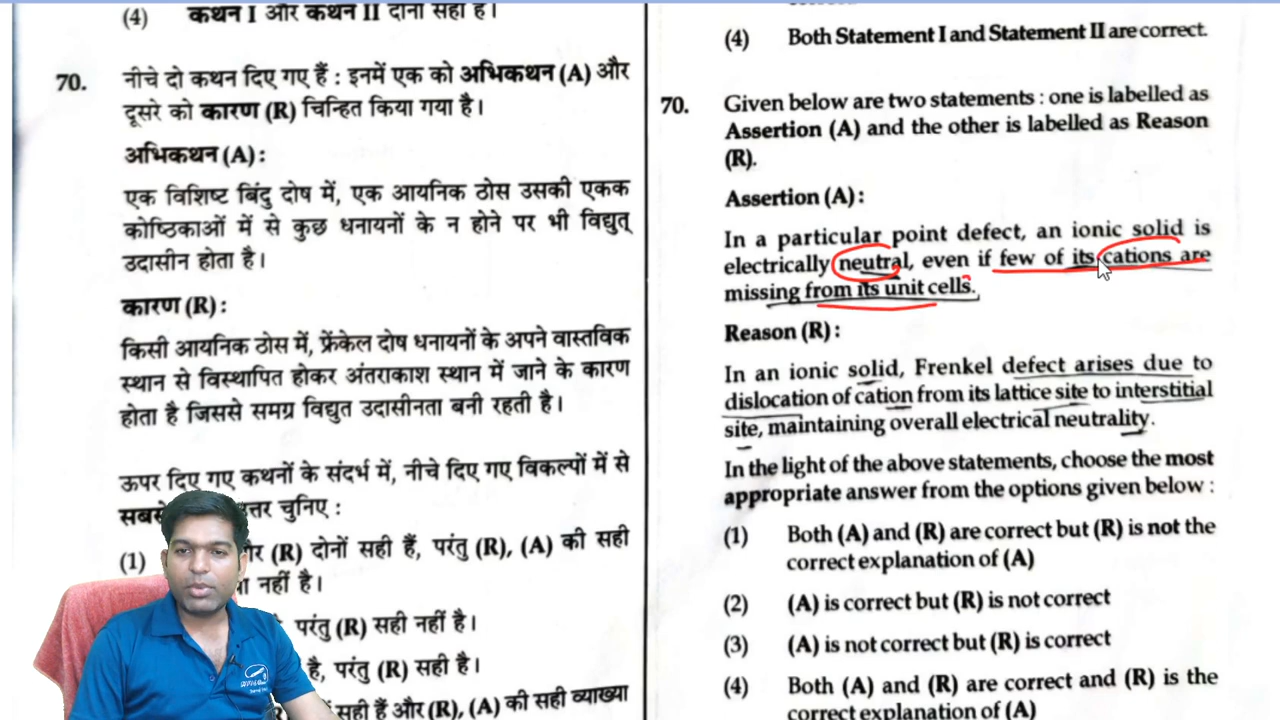 (4) कथन I और कथन II दोनों सही हैं।
70. नीचे दो कथन दिए गए हैं : इनमें एक को अभिकथन (A) और
दूसरे को कारण (R) चिन्हित किया गया है।
अभिकथन (A) :
एक विशिष्ट बिंदु दोष में, एक आयनिक ठोस उसकी एकक
कोष्ठिकाओं में से कुछ धनायनों के न होने पर भी विद्युत्
उदासीन होता है।
कारण (R) :
किसी आयनिक ठोस में, फ्रेंकेल दोष धनायनों के अपने वास्तविक
स्थान से विस्थापित होकर अंतराकाश स्थान में जाने के कारण
होता है जिससे समग्र विद्युत उदासीनता बनी रहती है।
ऊपर दिए गए कथनों के संदर्भ में, नीचे दिए गए विकल्पों में से
चुनिए :
(1) (R) दोनों सही हैं, परंतु (R), (A) की सही
नहीं है।
परंतु (R) सही नहीं है।
है, परंतु (R) सही है।
सही हैं और (R), (A) की सही व्याख्या
(4) Both Statement I and Statement II are correct.
70. Given below are two statements : one is labelled as
Assertion (A) and the other is labelled as Reason
(R).
Assertion (A) :
In a particular point defect, an ionic solid is
electrically neutral, even if few of its cations are
missing from its unit cells.
Reason (R) :
In an ionic solid, Frenkel defect arises due to
dislocation of cation from its lattice site to interstitial
site, maintaining overall electrical neutrality.
In the light of the above statements, choose the most
appropriate answer from the options given below :
(1) Both (A) and (R) are correct but (R) is not the
correct explanation of (A)
(2) (A) is correct but (R) is not correct
(3) (A) is not correct but (R) is correct
(4) Both (A) and (R) are correct and (R) is the
correct explanation of (A)